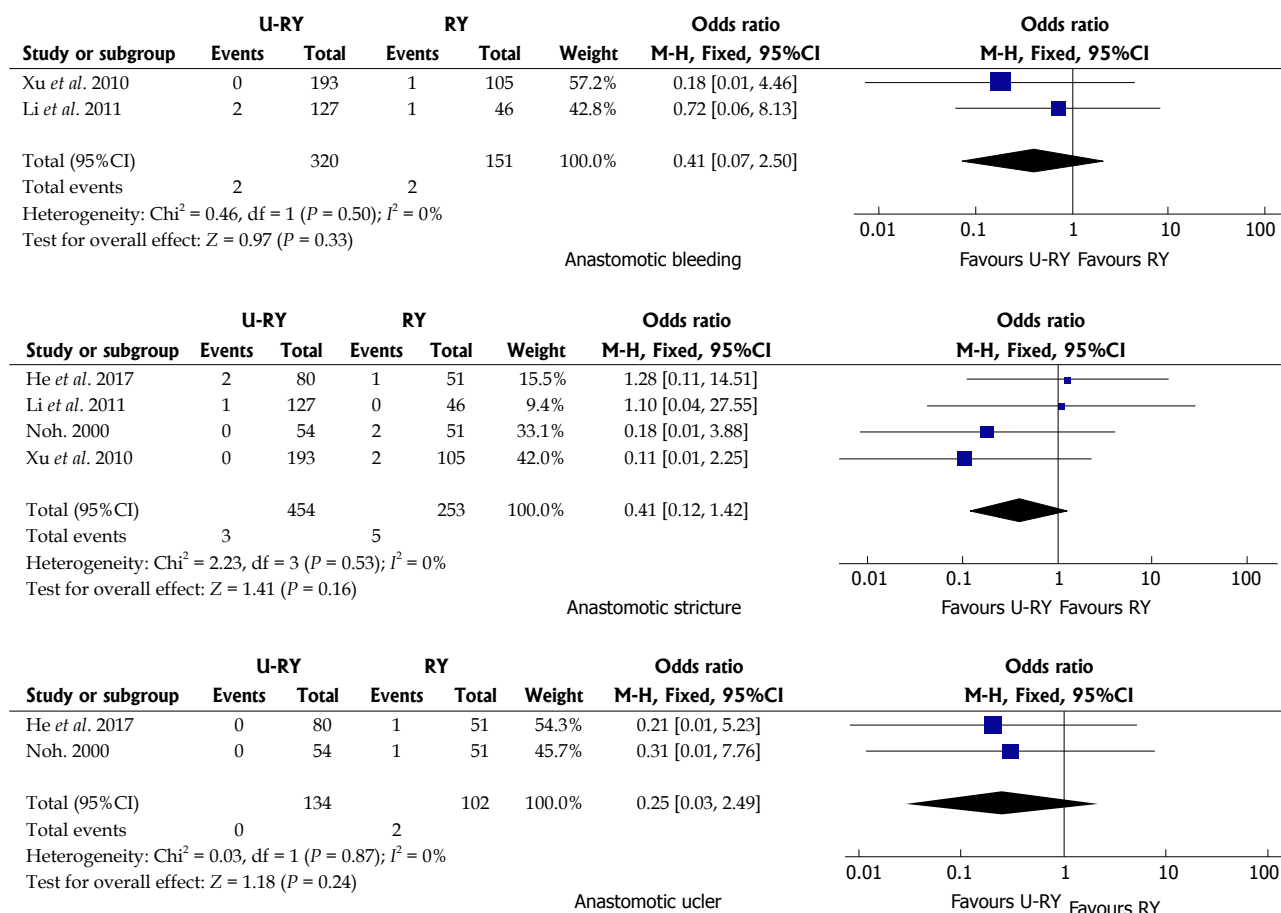 U-RY RY Odds ratio Odds ratio
Study or subgroup Events Total Events Total Weight M-H, Fixed, 95%CI M-H, Fixed, 95%CI
Xu et al. 2010 0 193 1 105 57.2% 0.18 [0.01, 4.46]
Li et al. 2011 2 127 1 46 42.8% 0.72 [0.06, 8.13]
Total (95%CI) 320 151 100.0% 0.41 [0.07, 2.50]
Total events 2 2
Heterogeneity: Chi² = 0.46, df = 1 (P = 0.50); I² = 0%
0.01 0.1 1 10 100
Test for overall effect: Z = 0.97 (P = 0.33)
Anastomotic bleeding Favours U-RY Favours RY
U-RY RY Odds ratio Odds ratio
Study or subgroup Events Total Events Total Weight M-H, Fixed, 95%CI M-H, Fixed, 95%CI
He et al. 2017 2 80 1 51 15.5% 1.28 [0.11, 14.51]
Li et al. 2011 1 127 0 46 9.4% 1.10 [0.04, 27.55]
Noh. 2000 0 54 2 51 33.1% 0.18 [0.01, 3.88]
Xu et al. 2010 0 193 2 105 42.0% 0.11 [0.01, 2.25]
Total (95%CI) 454 253 100.0% 0.41 [0.12, 1.42]
Total events 3 5
Heterogeneity: Chi² = 2.23, df = 3 (P = 0.53); I² = 0%
0.01 0.1 1 10 100
Test for overall effect: Z = 1.41 (P = 0.16)
Anastomotic stricture Favours U-RY Favours RY
U-RY RY Odds ratio Odds ratio
Study or subgroup Events Total Events Total Weight M-H, Fixed, 95%CI M-H, Fixed, 95%CI
He et al. 2017 0 80 1 51 54.3% 0.21 [0.01, 5.23]
Noh. 2000 0 54 1 51 45.7% 0.31 [0.01, 7.76]
Total (95%CI) 134 102 100.0% 0.25 [0.03, 2.49]
Total events 0 2
Heterogeneity: Chi² = 0.03, df = 1 (P = 0.87); I² = 0%
Test for overall effect: Z = 1.18 (P = 0.24) 0.01 0.1 1 10 100
Anastomotic ucler Favours U-RY Favours RY